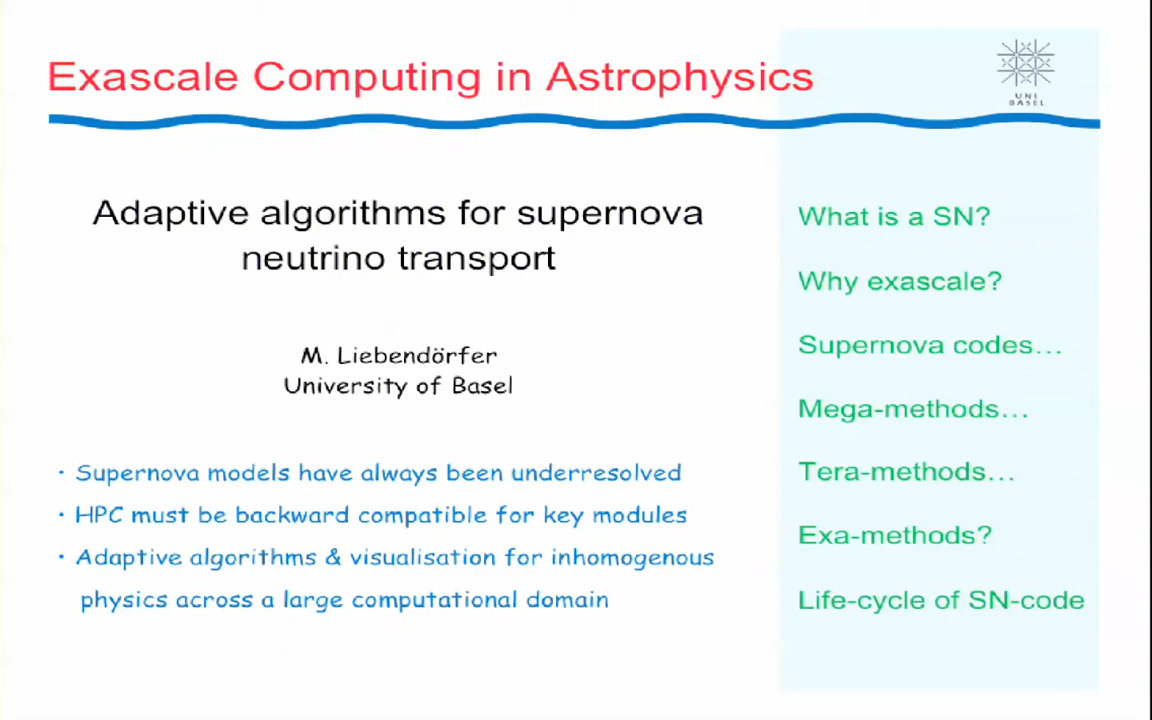 Exascale Computing in Astrophysics
UNI
BASEL
Adaptive algorithms for supernova
neutrino transport
M. Liebendörfer
University of Basel
· Supernova models have always been underresolved
· HPC must be backward compatible for key modules
· Adaptive algorithms & visualisation for inhomogenous
physics across a large computational domain
What is a SN?
Why exascale?
Supernova codes...
Mega-methods...
Tera-methods...
Exa-methods?
Life-cycle of SN-code